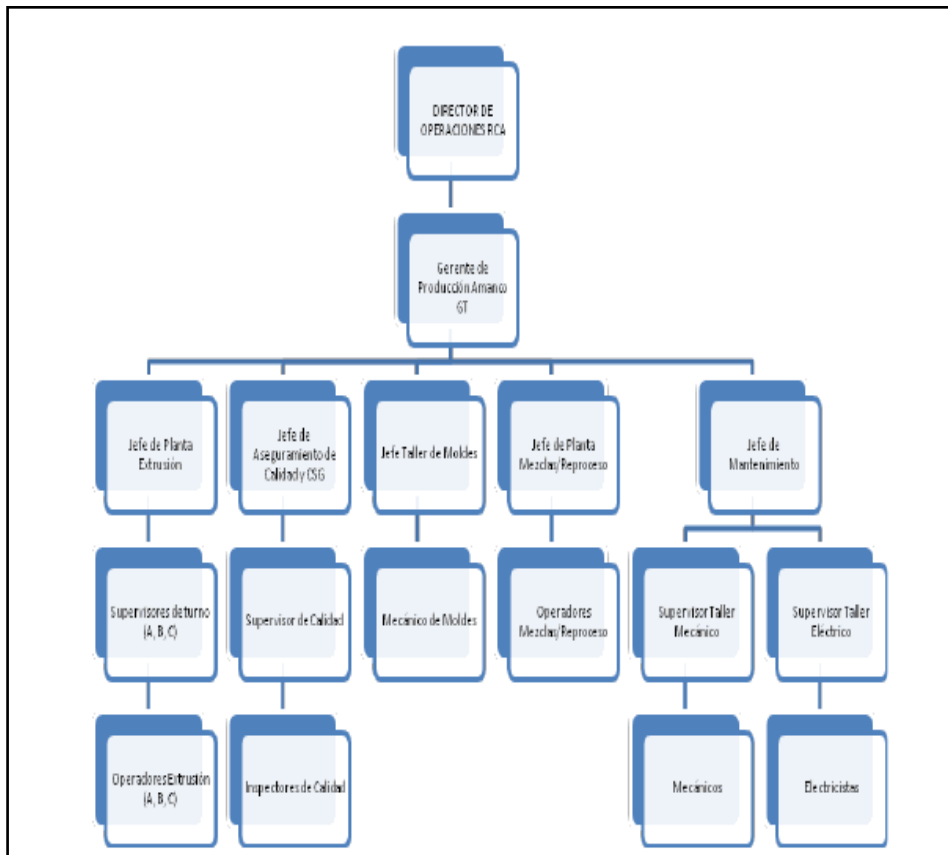 DIRECTOR DE
OPERACIONES RCA
Gerente de
Producción Amanco
GT
Jefe de Planta
Extrusión
Jefe de
Aseguramiento de
Calidad y CSG
Jefe Taller de Moldes
Jefe de Planta
Mezclas/Reproceso
Jefe de
Mantenimiento
Supervisores de turno
(A, B, C)
Supervisor de Calidad
Mecánico de Moldes
Operadores
Mezclas/Reproceso
Supervisor Taller
Mecánico
Supervisor Taller
Eléctrico
Operadores Extrusión
(A, B, C)
Inspectores de Calidad
Mecánicos
Electricistas